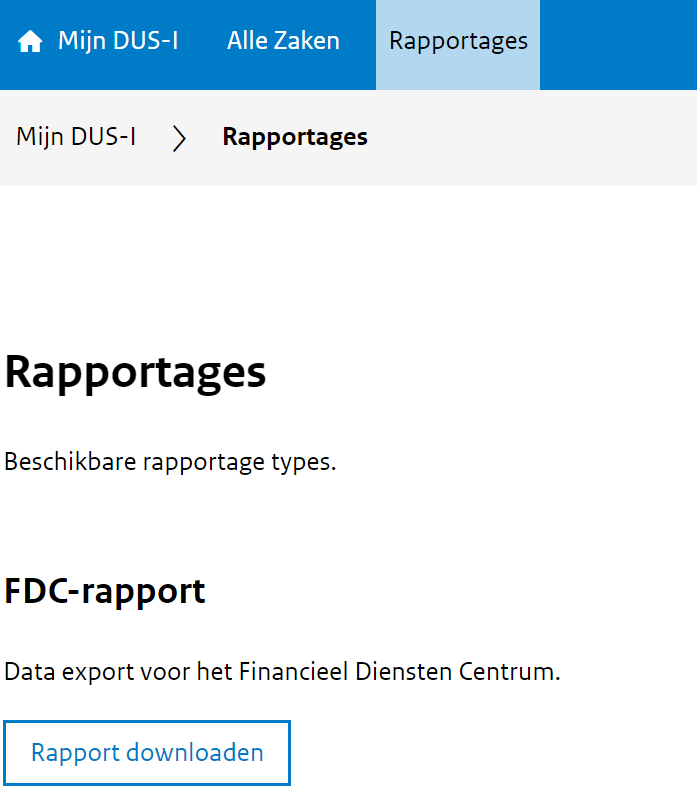 Mijn DUS-I Alle Zaken Rapportages
Mijn DUS-I Rapportages
Rapportages
Beschikbare rapportage types.
FDC-rapport
Data export voor het Financieel Diensten Centrum.
Rapport downloaden